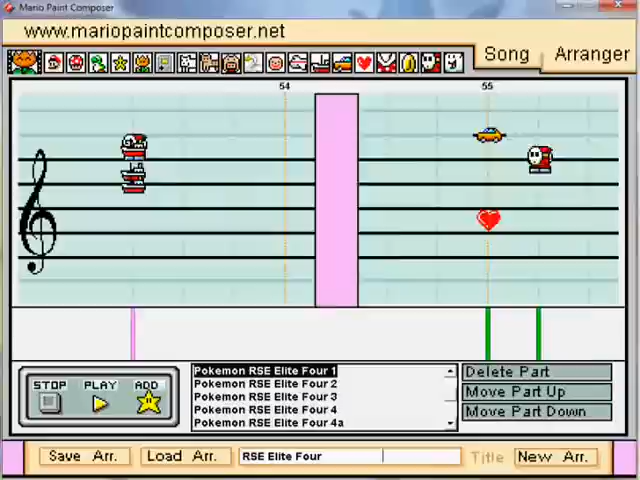 Mario Paint Composer
www.mariopaintcomposer.net
Song
Arranger
54
55
STOP
PLAY
ADD
Pokemon RSE Elite Four 1
Pokemon RSE Elite Four 2
Pokemon RSE Elite Four 3
Pokemon RSE Elite Four 4
Pokemon RSE Elite Four 4a
Delete Part
Move Part Up
Move Part Down
Save Arr.
Load Arr.
RSE Elite Four
Title
New Arr.